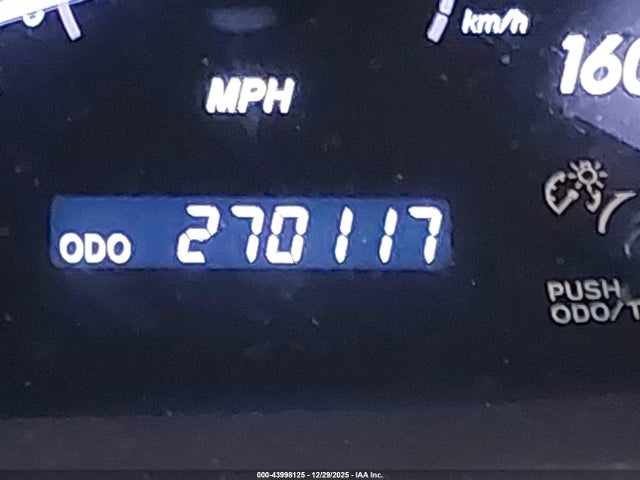 km/h
160
MPH
ODO 270117
PUSH
ODO/T
000-43998125 - 12/29/2025 - IAA Inc.